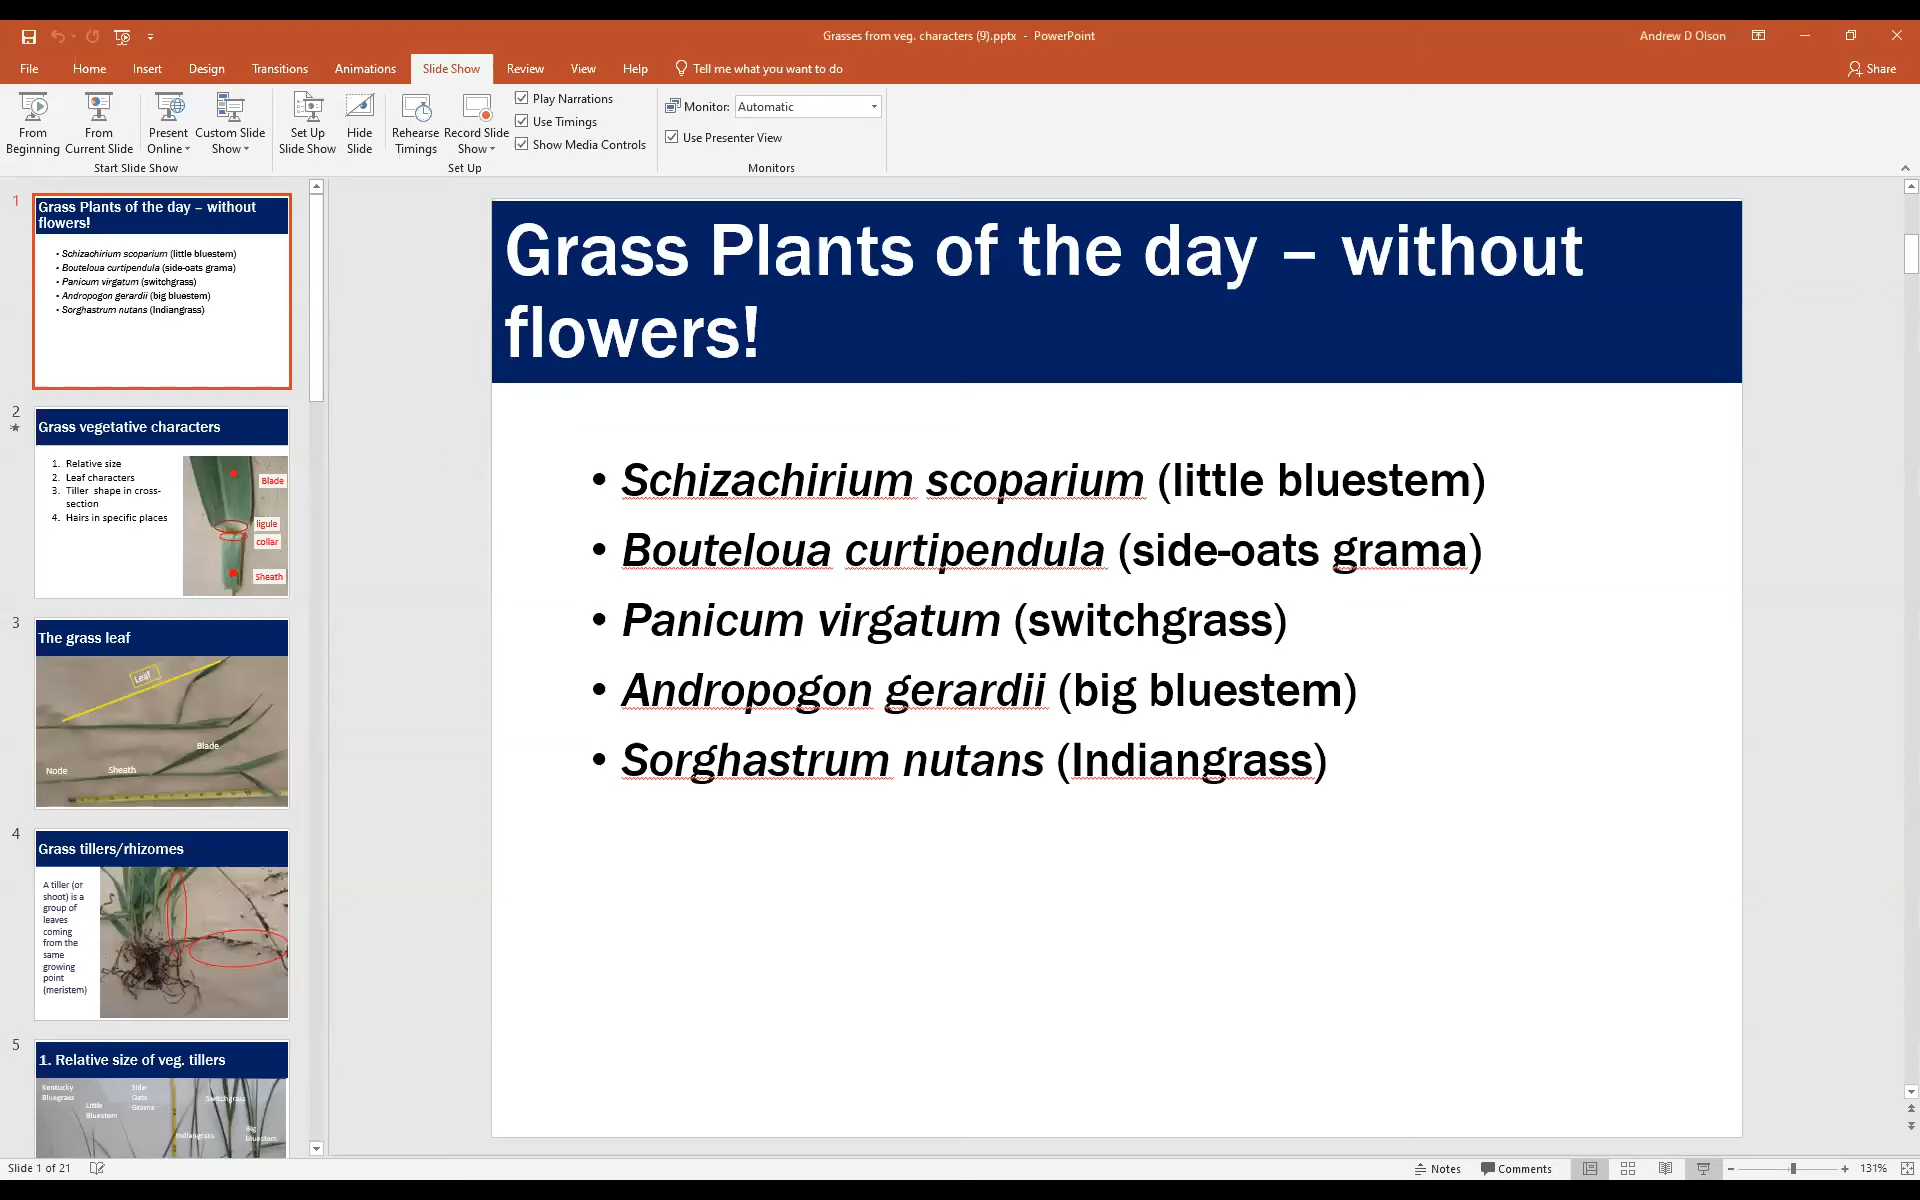 Grasses from veg. characters (9).pptx - PowerPoint
Andrew D Olson
File Home Insert Design Transitions Animations Slide Show Review View Help Tell me what you want to do Share
From Beginning
From Current Slide
Present Online
Custom Slide Show
Start Slide Show
Set Up Slide Show
Hide Slide
Rehearse Timings
Record Slide Show
Play Narrations
Use Timings
Show Media Controls
Set Up
Monitor: Automatic
Use Presenter View
Monitors
1
Grass Plants of the day – without
flowers!
• Schizachirium scoparium (little bluestem)
• Bouteloua curtipendula (side-oats grama)
• Panicum virgatum (switchgrass)
• Andropogon gerardii (big bluestem)
• Sorghastrum nutans (Indiangrass)
2
Grass vegetative characters
1. Relative size
2. Leaf characters
3. Tiller shape in cross-
section
4. Hairs in specific places
Blade
ligule
collar
Sheath
3
The grass leaf
Leaf
Blade
Node
Sheath
4
Grass tillers/rhizomes
A tiller (or
shoot) is a
group of
leaves
coming
from the
same
growing
point
(meristem)
5
1. Relative size of veg. tillers
Kentucky
Bluegrass
Little
Bluestem
Side-
Oats
Grama
Switchgrass
Indiangrass
Big
bluestem
Grass Plants of the day – without
flowers!
• Schizachirium scoparium (little bluestem)
• Bouteloua curtipendula (side-oats grama)
• Panicum virgatum (switchgrass)
• Andropogon gerardii (big bluestem)
• Sorghastrum nutans (Indiangrass)
Slide 1 of 21
Notes
Comments
131%